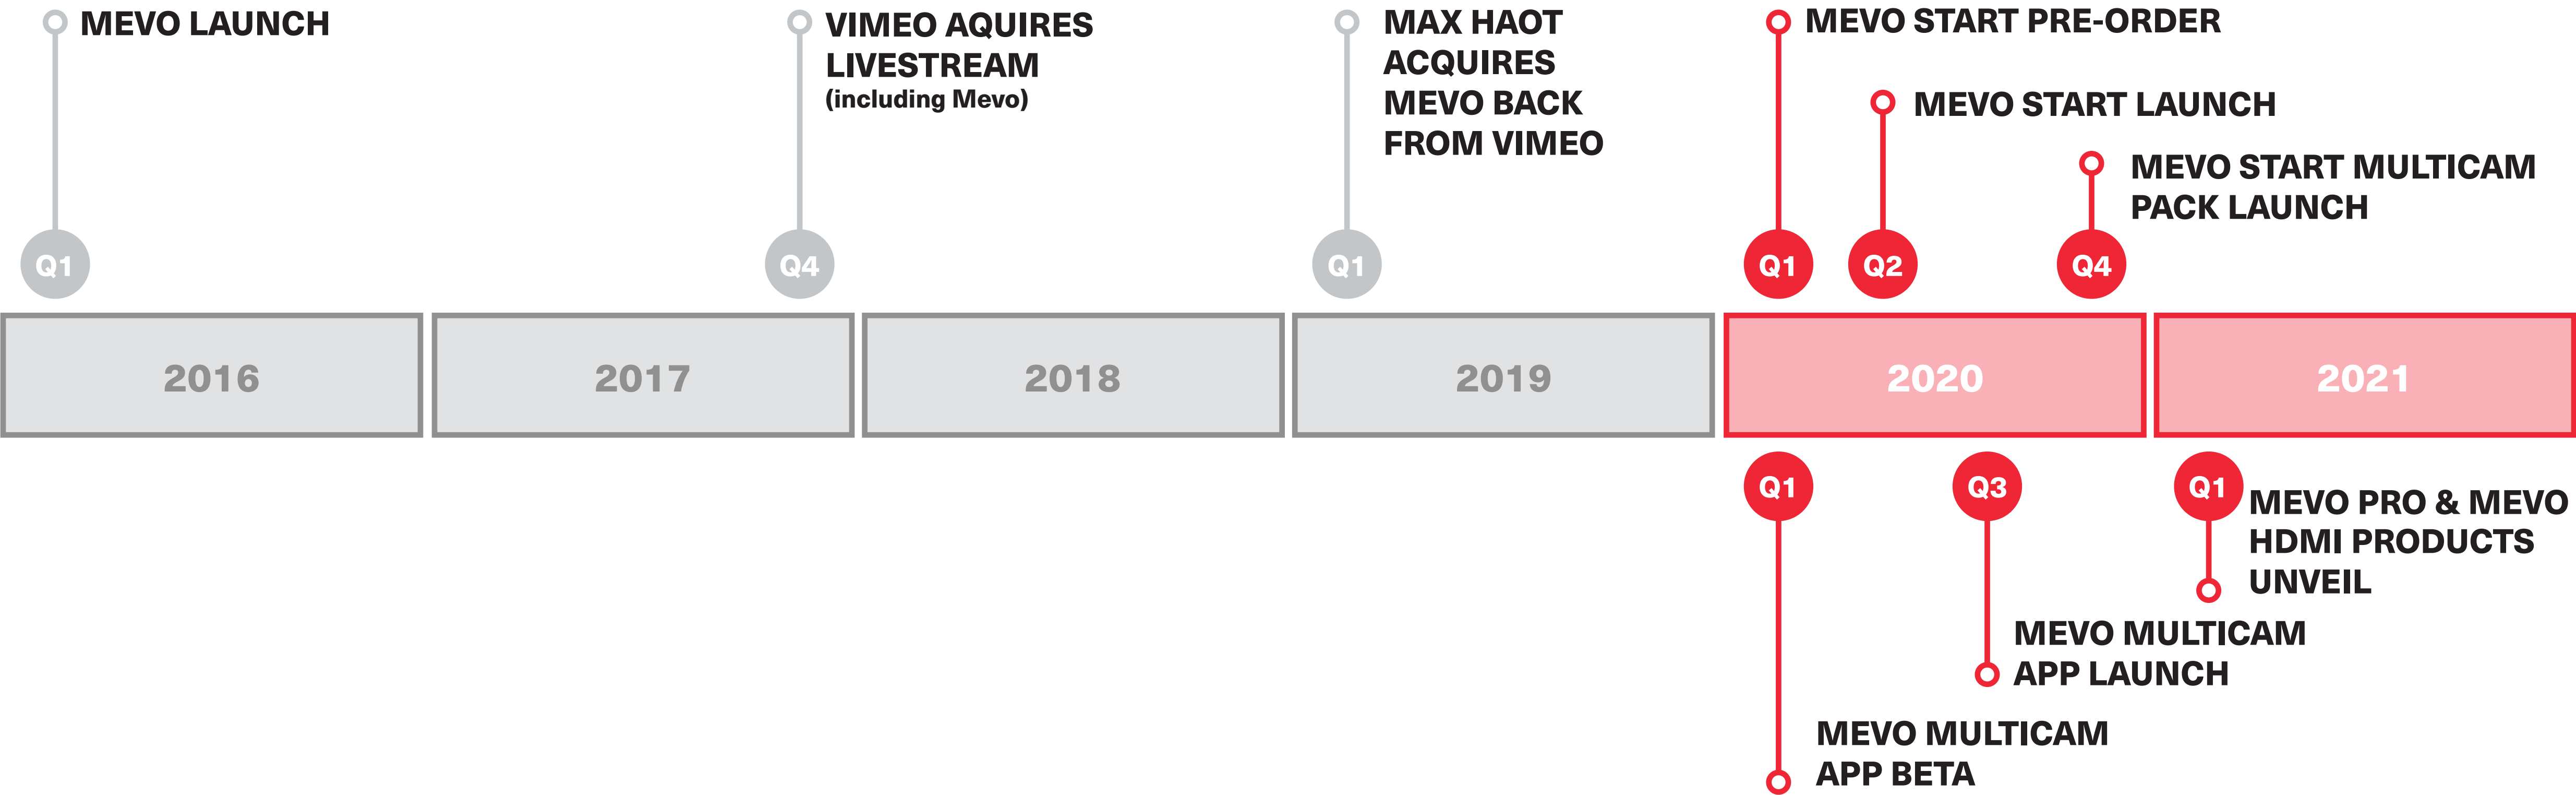 MEVO LAUNCH
VIMEO AQUIRES
LIVESTREAM
(including Mevo)
MAX HAOT
ACQUIRES
MEVO BACK
FROM VIMEO
MEVO START PRE-ORDER
MEVO START LAUNCH
MEVO START MULTICAM
PACK LAUNCH
Q1
Q4
Q1
Q1
Q2
Q4
2016
2017
2018
2019
2020
2021
Q1
Q3
Q1
MEVO PRO & MEVO
HDMI PRODUCTS
UNVEIL
MEVO MULTICAM
APP LAUNCH
MEVO MULTICAM
APP BETA